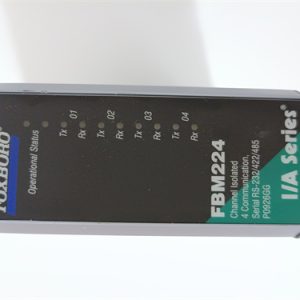 FOXBORO
Operational Status
Tx 01
Rx
Tx 02
Rx
Tx 03
Rx
Tx 04
Rx
FBM224
Channel Isolated
4 Communication,
Serial RS-232/422/485
P0926GG
I/A Series®